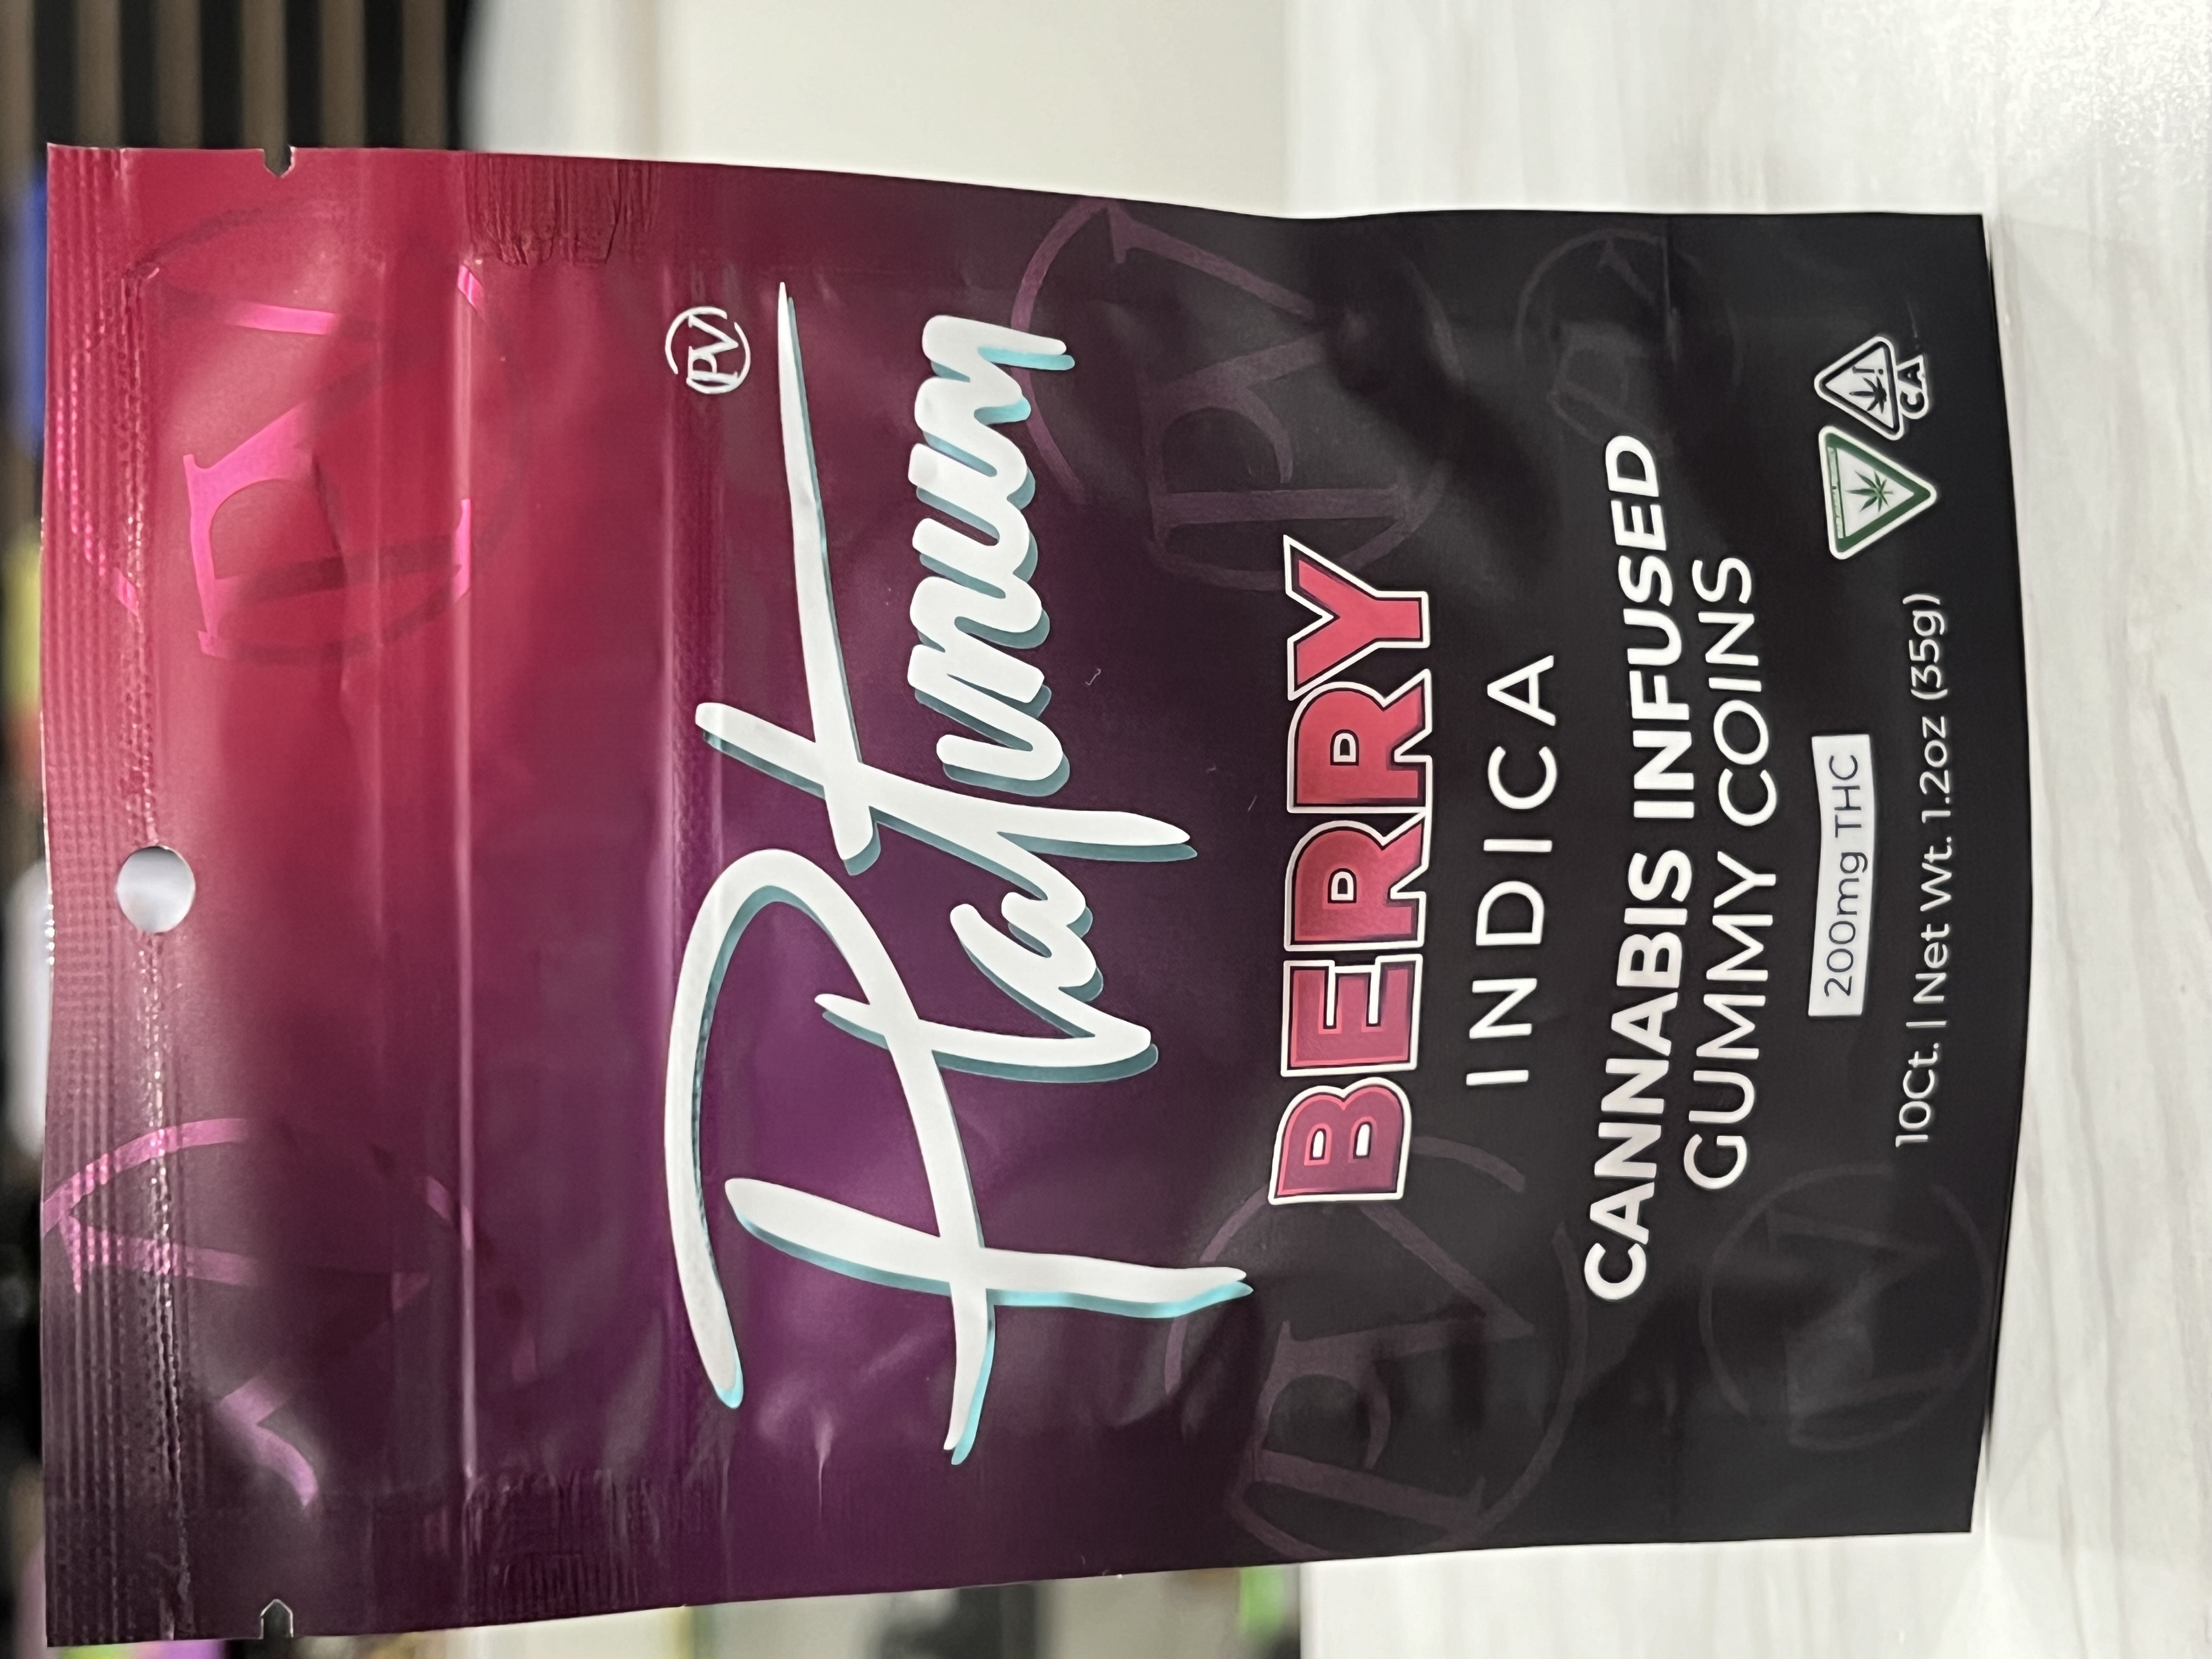 PV
Platinum
BERRY
INDICA
CANNABIS INFUSED
GUMMY COINS
200mg THC
10Ct. | Net Wt. 1.2oz (35g)
! CA